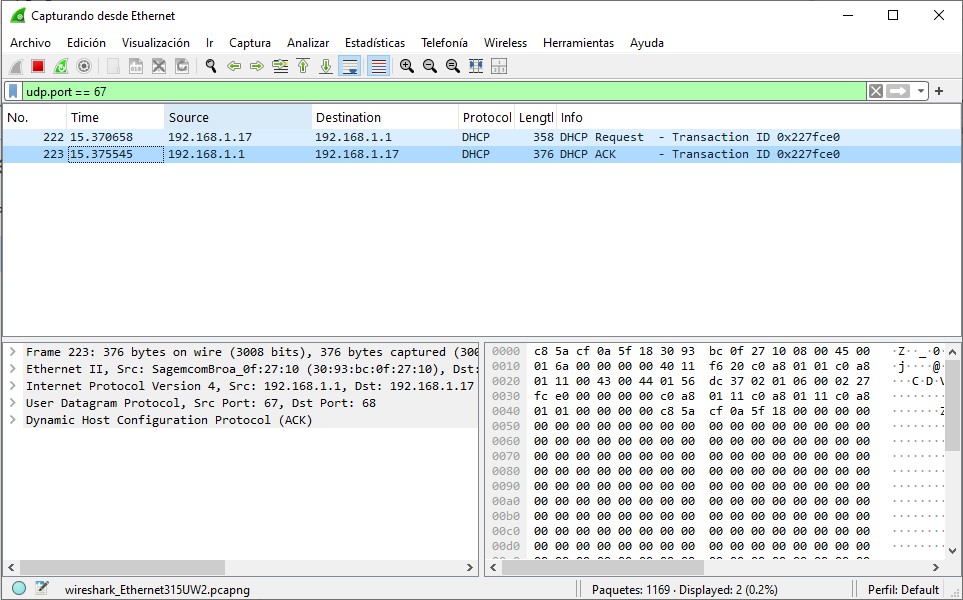 Capturando desde Ethernet
Archivo Edición Visualización Ir Captura Analizar Estadísticas Telefonía Wireless Herramientas Ayuda
udp.port == 67
No. Time Source Destination Protocol Lengtl Info
222 15.370658 192.168.1.17 192.168.1.1 DHCP 358 DHCP Request - Transaction ID 0x227fce0
223 15.375545 192.168.1.1 192.168.1.17 DHCP 376 DHCP ACK - Transaction ID 0x227fce0
Frame 223: 376 bytes on wire (3008 bits), 376 bytes captured (300
Ethernet II, Src: SagemcomBroa_0f:27:10 (30:93:bc:0f:27:10), Dst:
Internet Protocol Version 4, Src: 192.168.1.1, Dst: 192.168.1.17
User Datagram Protocol, Src Port: 67, Dst Port: 68
Dynamic Host Configuration Protocol (ACK)
0000 c8 5a cf 0a 5f 18 30 93 bc 0f 27 10 08 00 45 00 ·Z··_·0
0010 01 6a 00 00 00 00 40 11 f6 20 c0 a8 01 01 c0 a8 ·j····@
0020 01 11 00 43 00 44 01 56 dc 37 02 01 06 00 02 27 ···C·D·V
0030 fc e0 00 00 00 00 c0 a8 01 11 c0 a8 01 11 c0 a8 ········
0040 01 01 00 00 00 00 c8 5a cf 0a 5f 18 00 00 00 00 ·······Z
0050 00 00 00 00 00 00 00 00 00 00 00 00 00 00 00 00 ········
0060 00 00 00 00 00 00 00 00 00 00 00 00 00 00 00 00 ········
0070 00 00 00 00 00 00 00 00 00 00 00 00 00 00 00 00 ········
0080 00 00 00 00 00 00 00 00 00 00 00 00 00 00 00 00 ········
0090 00 00 00 00 00 00 00 00 00 00 00 00 00 00 00 00 ········
00a0 00 00 00 00 00 00 00 00 00 00 00 00 00 00 00 00 ········
00b0 00 00 00 00 00 00 00 00 00 00 00 00 00 00 00 00 ········
00c0 00 00 00 00 00 00 00 00 00 00 00 00 00 00 00 00 ········
00d0 00 00 00 00 00 00 00 00 00 00 00 00 00 00 00 00 ········
wireshark_Ethernet315UW2.pcapng Paquetes: 1169 · Displayed: 2 (0.2%) Perfil: Default